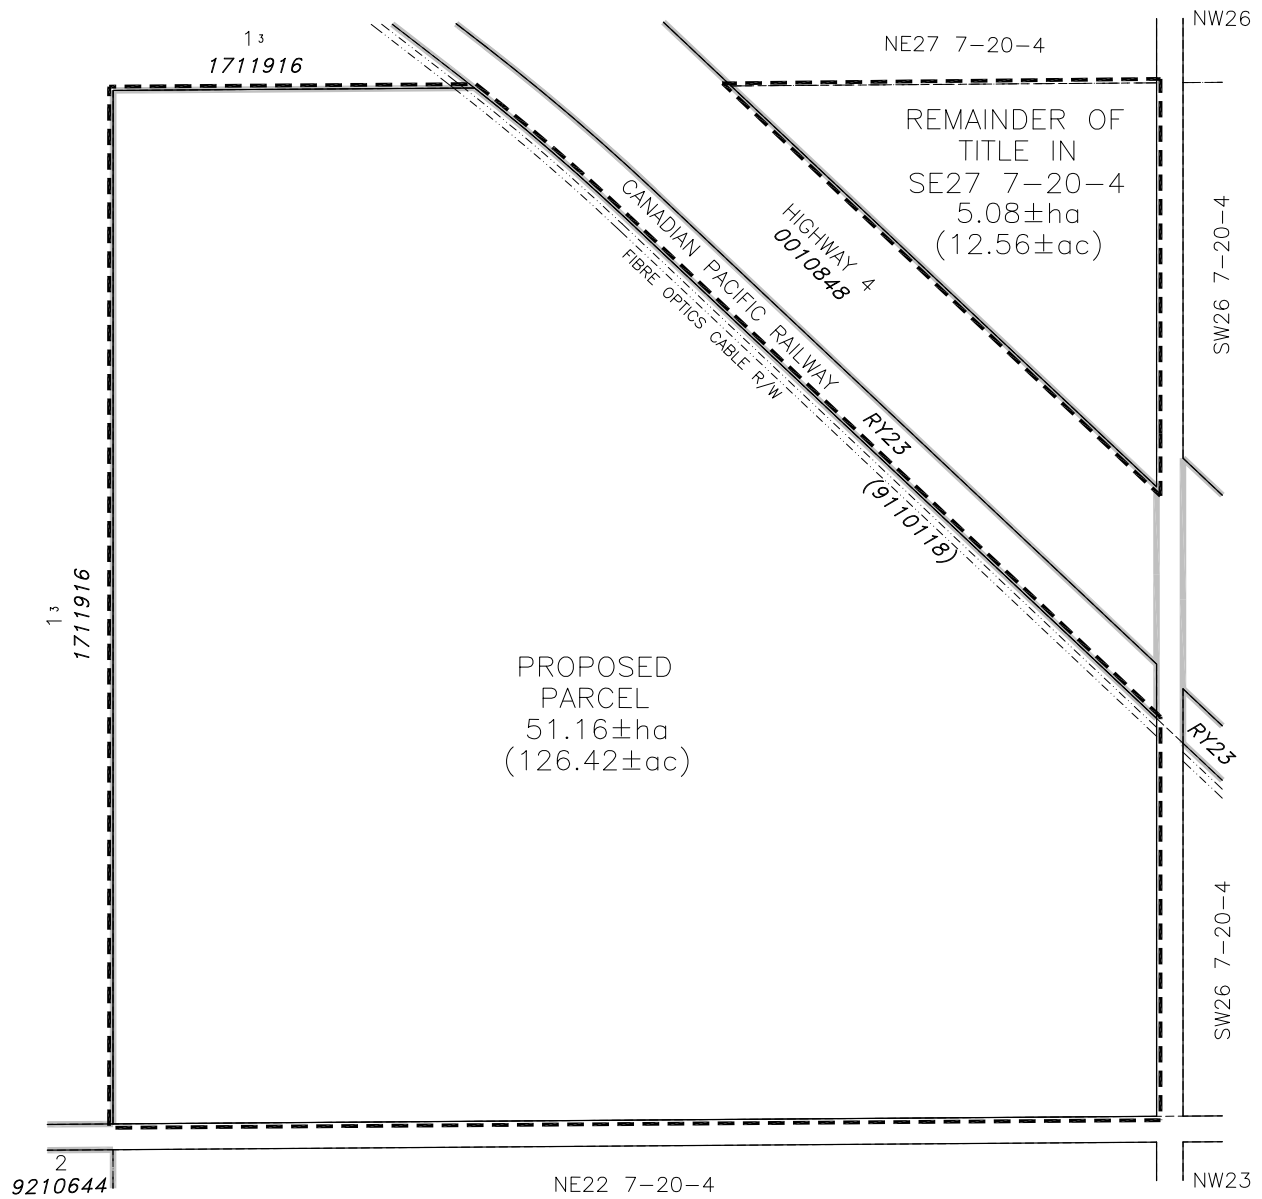 NW26
1 3
1711916
NE27 7-20-4
REMAINDER OF
TITLE IN
SE27 7-20-4
5.08±ha
(12.56±ac)
CANADIAN PACIFIC RAILWAY
RY23
HIGHWAY 4
0010848
FIBRE OPTICS CABLE R/W
(9110118)
SW26 7-20-4
1 3
1711916
PROPOSED
PARCEL
51.16±ha
(126.42±ac)
RY23
SW26 7-20-4
2
9210644
NE22 7-20-4
NW23